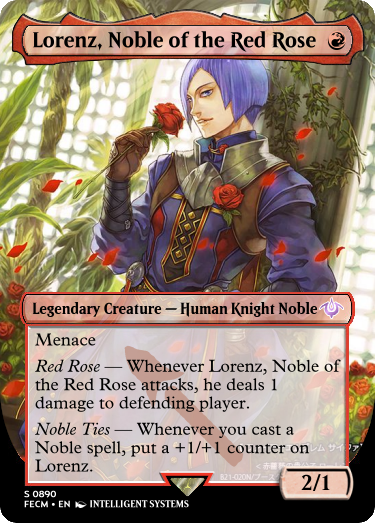 Lorenz, Noble of the Red Rose
Legendary Creature — Human Knight Noble
Menace
Red Rose — Whenever Lorenz, Noble of
the Red Rose attacks, he deals 1
damage to defending player.
Noble Ties — Whenever you cast a
Noble spell, put a +1/+1 counter on
Lorenz.
2/1
S 0890
FECM • EN INTELLIGENT SYSTEMS